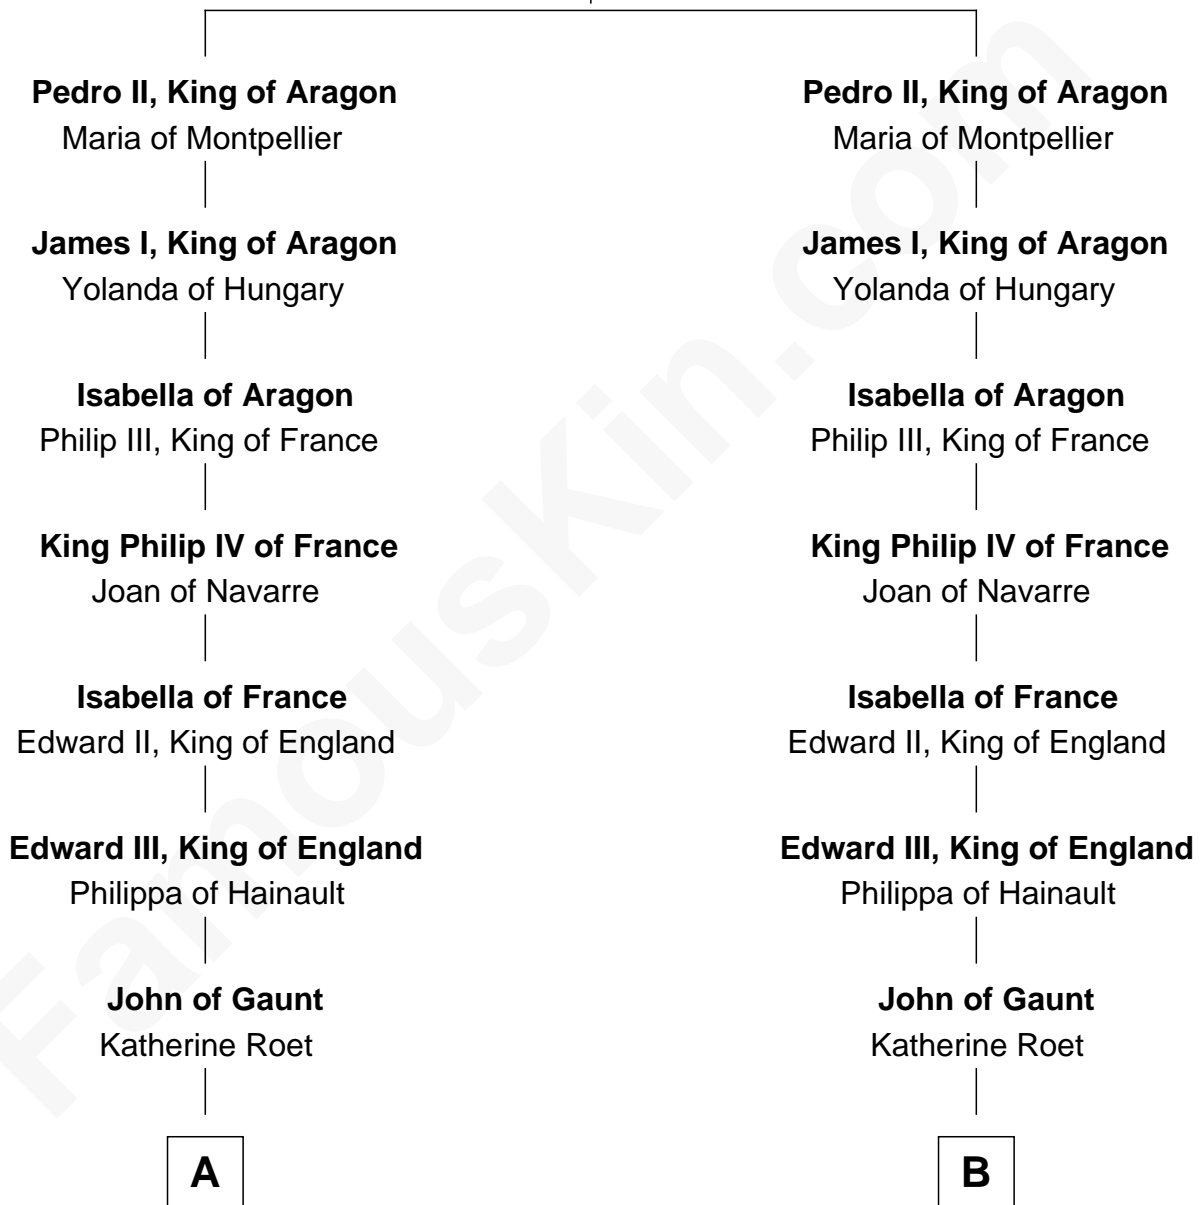 Pedro II, King of Aragon
Maria of Montpellier
James I, King of Aragon
Yolanda of Hungary
Isabella of Aragon
Philip III, King of France
King Philip IV of France
Joan of Navarre
Isabella of France
Edward II, King of England
Edward III, King of England
Philippa of Hainault
John of Gaunt
Katherine Roet
A
Pedro II, King of Aragon
Maria of Montpellier
James I, King of Aragon
Yolanda of Hungary
Isabella of Aragon
Philip III, King of France
King Philip IV of France
Joan of Navarre
Isabella of France
Edward II, King of England
Edward III, King of England
Philippa of Hainault
John of Gaunt
Katherine Roet
B
FamousKin.com